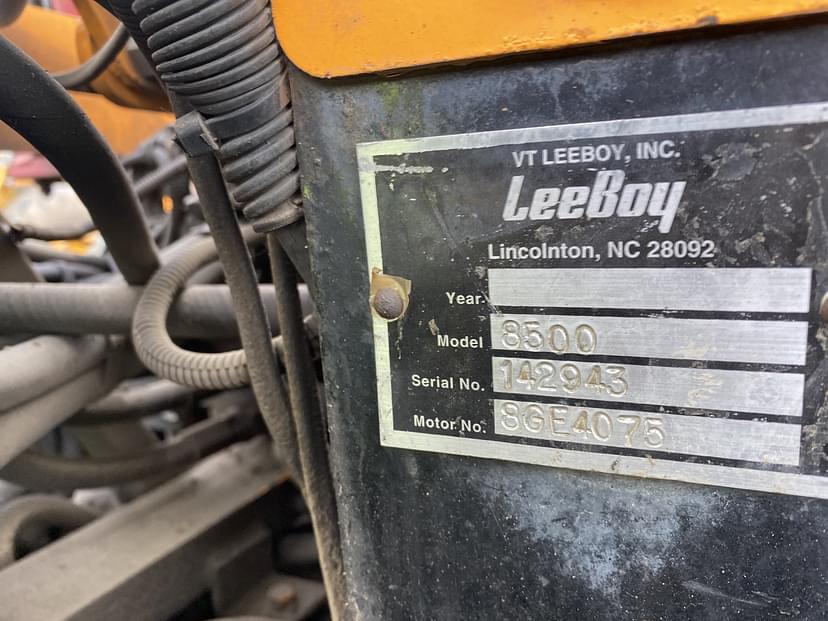 VT LEEBOY, INC.
LeeBoy
Lincolnton, NC 28092
Year
Model 8500
Serial No. 142943
Motor No. 8GE4075